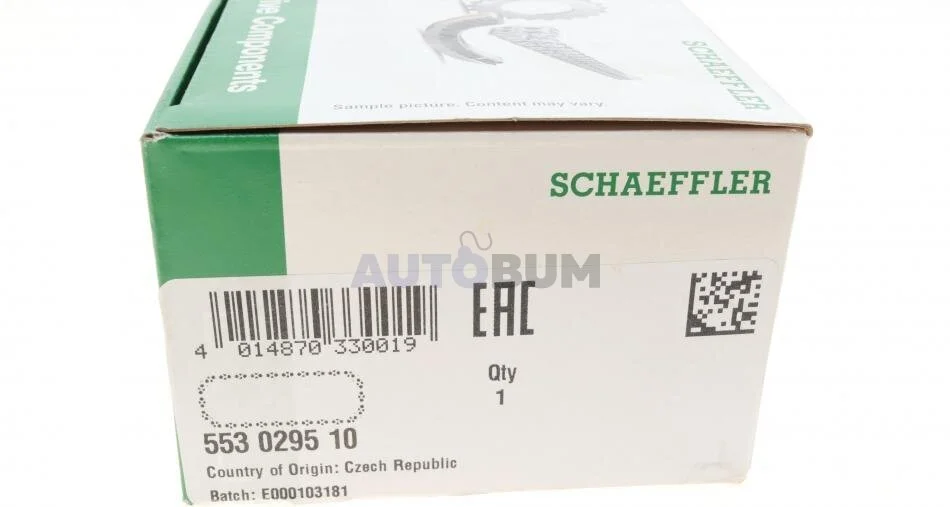 ive Components
Sample picture. Content may vary.
SCHAEFFLER
SCHAEFFLER
AUTOBUM
4 014870 330019
EAC
Qty
1
553 0295 10
Country of Origin: Czech Republic
Batch: E000103181